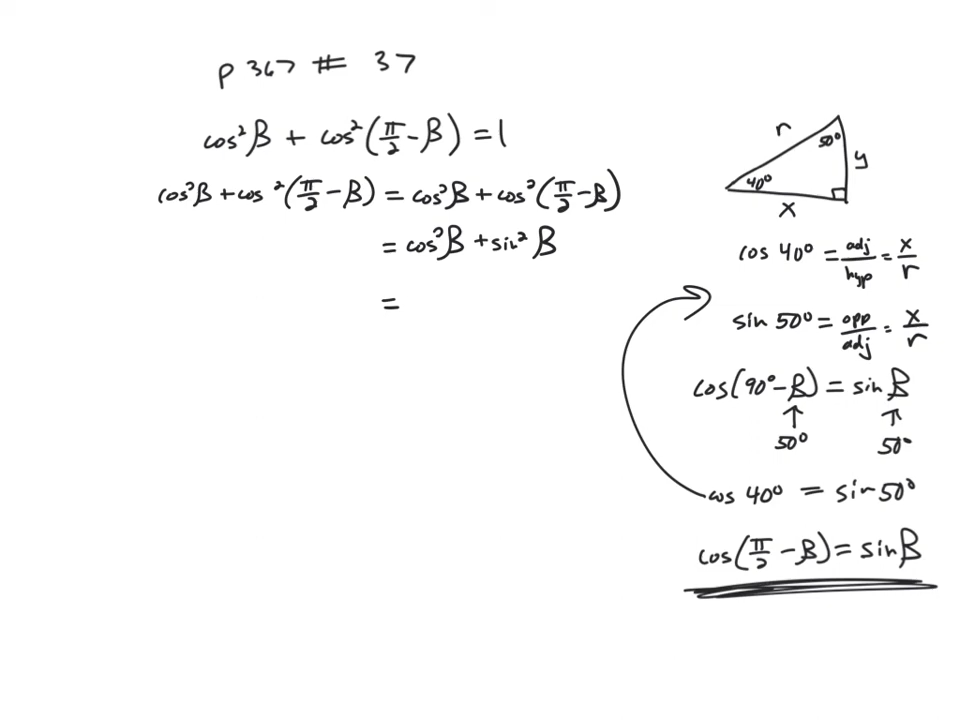 p 367 # 37
cos²β + cos²(π/2 - β) = 1
cos²β + cos²(π/2 - β) = cos²β + cos²(π/2 - β)
= cos²β + sin²β
=
r
50°
y
40°
x
cos 40° = adj/hyp = x/r
sin 50° = opp/adj = x/r
cos(90° - β) = sin β
↑ ↑
50° 50°
cos 40° = sin 50°
cos(π/2 - β) = sin β